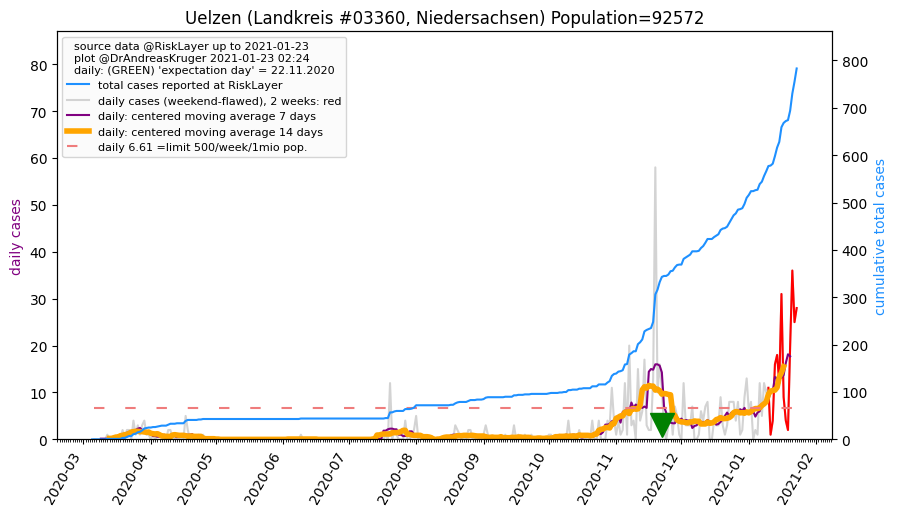 Uelzen (Landkreis #03360, Niedersachsen) Population=92572
source data @RiskLayer up to 2021-01-23
plot @DrAndreasKruger 2021-01-23 02:24
daily: (GREEN) 'expectation day' = 22.11.2020
total cases reported at RiskLayer
daily cases (weekend-flawed), 2 weeks: red
daily: centered moving average 7 days
daily: centered moving average 14 days
daily 6.61 =limit 500/week/1mio pop.
daily cases
80
70
60
50
40
30
20
10
0
cumulative total cases
800
700
600
500
400
300
200
100
0
2020-03
2020-04
2020-05
2020-06
2020-07
2020-08
2020-09
2020-10
2020-11
2020-12
2021-01
2021-02